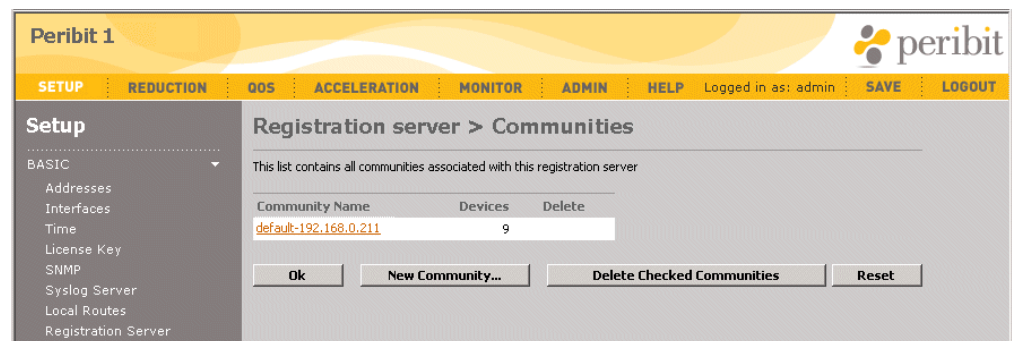 Peribit 1
peribit
SETUP REDUCTION QOS ACCELERATION MONITOR ADMIN HELP Logged in as: admin SAVE LOGOUT
Setup
BASIC
Addresses
Interfaces
Time
License Key
SNMP
Syslog Server
Local Routes
Registration Server
Registration server > Communities
This list contains all communities associated with this registration server
Community Name Devices Delete
default-192.168.0.211 9
Ok New Community... Delete Checked Communities Reset